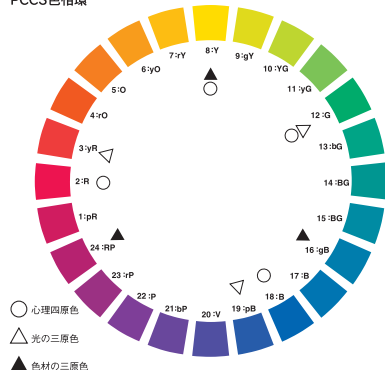 PCCS色相環
8:Y
7:rY
9:gY
6:yO
10:YG
5:O
11:yG
4:rO
12:G
3:yR
13:bG
2:R
14:BG
1:pR
15:BG
24:RP
16:gB
23:rP
17:B
22:P
18:B
21:bP
20:V
19:pB
心理四原色
光の三原色
色材の三原色